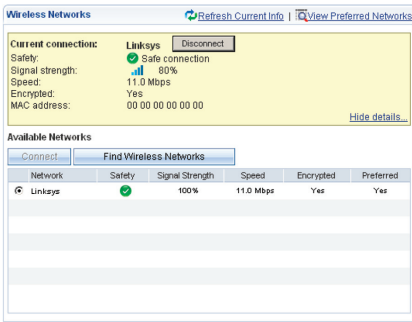 Wireless Networks Refresh Current Info | View Preferred Networks
Current connection: Linksys Disconnect
Safety: Safe connection
Signal strength: 80%
Speed: 11.0 Mbps
Encrypted: Yes
MAC address: 00 00 00 00 00 00
Hide details...
Available Networks
Connect Find Wireless Networks
Network Safety Signal Strength Speed Encrypted Preferred
Linksys 100% 11.0 Mbps Yes Yes